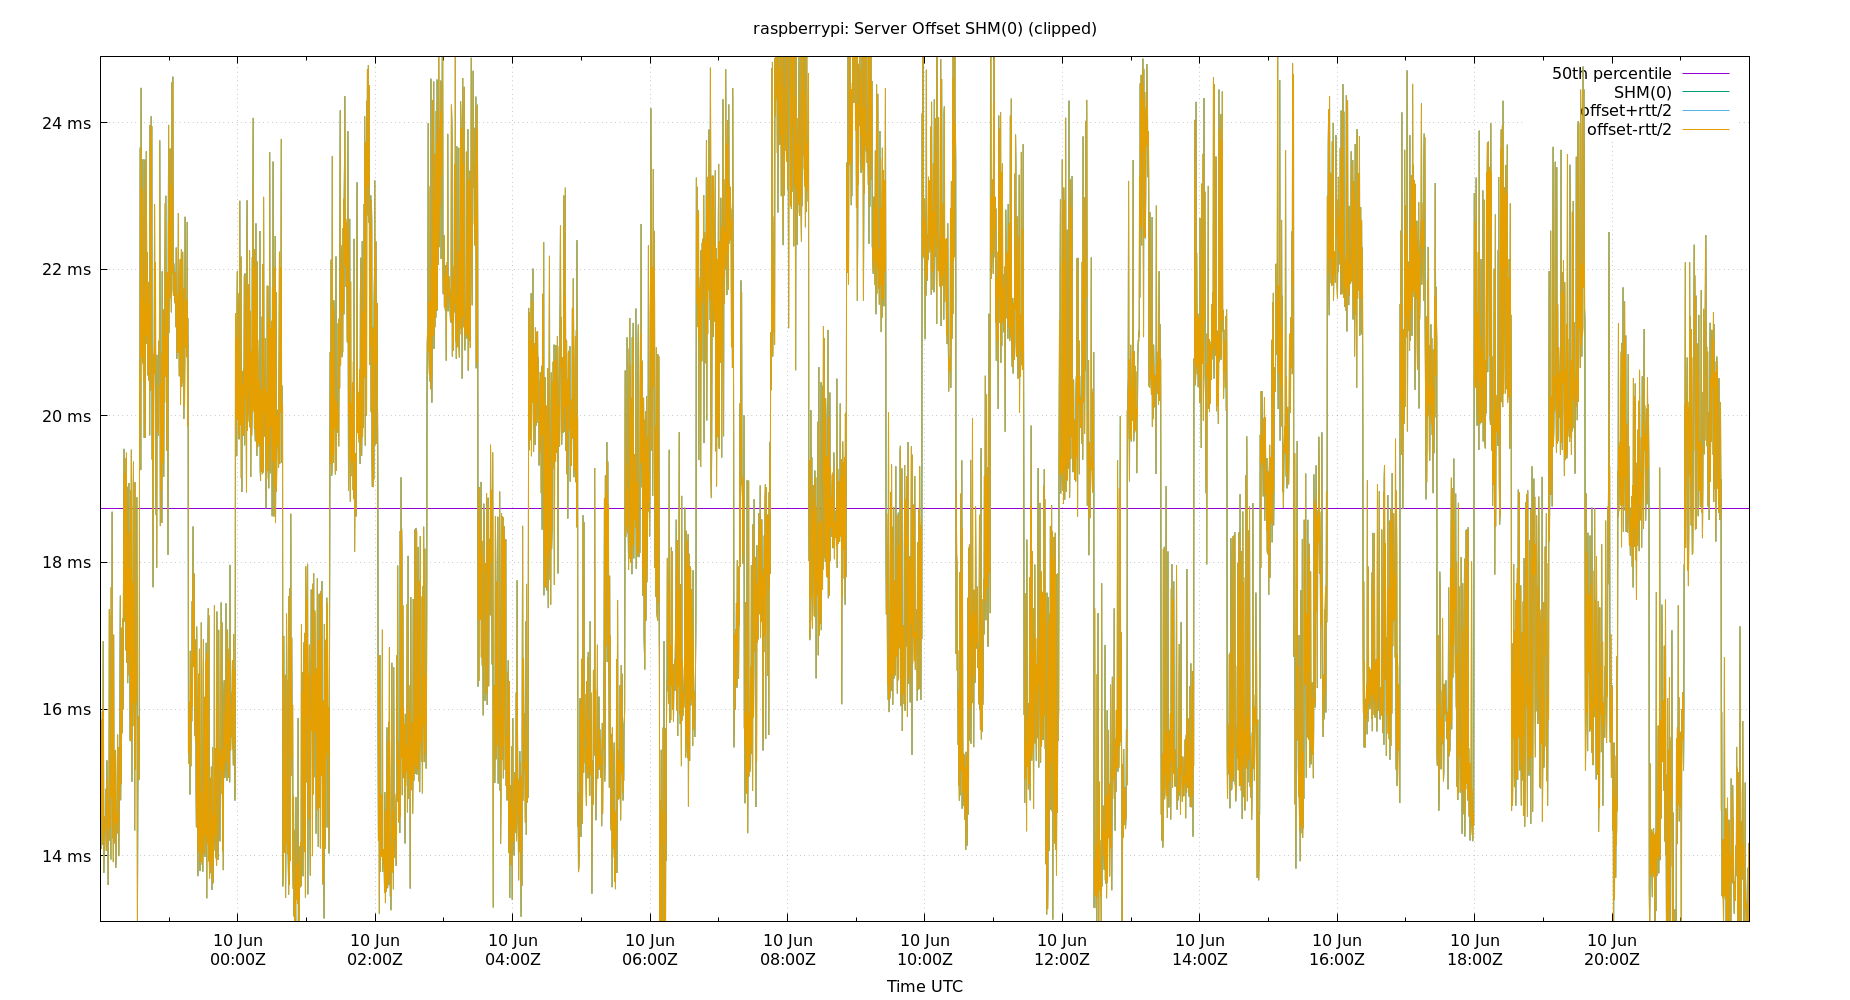 raspberrypi: Server Offset SHM(0) (clipped)
50th percentile
SHM(0)
offset+rtt/2
offset-rtt/2
24 ms
22 ms
20 ms
18 ms
16 ms
14 ms
10 Jun 10 Jun 10 Jun 10 Jun 10 Jun 10 Jun 10 Jun 10 Jun 10 Jun 10 Jun 10 Jun
00:00Z 02:00Z 04:00Z 06:00Z 08:00Z 10:00Z 12:00Z 14:00Z 16:00Z 18:00Z 20:00Z
Time UTC